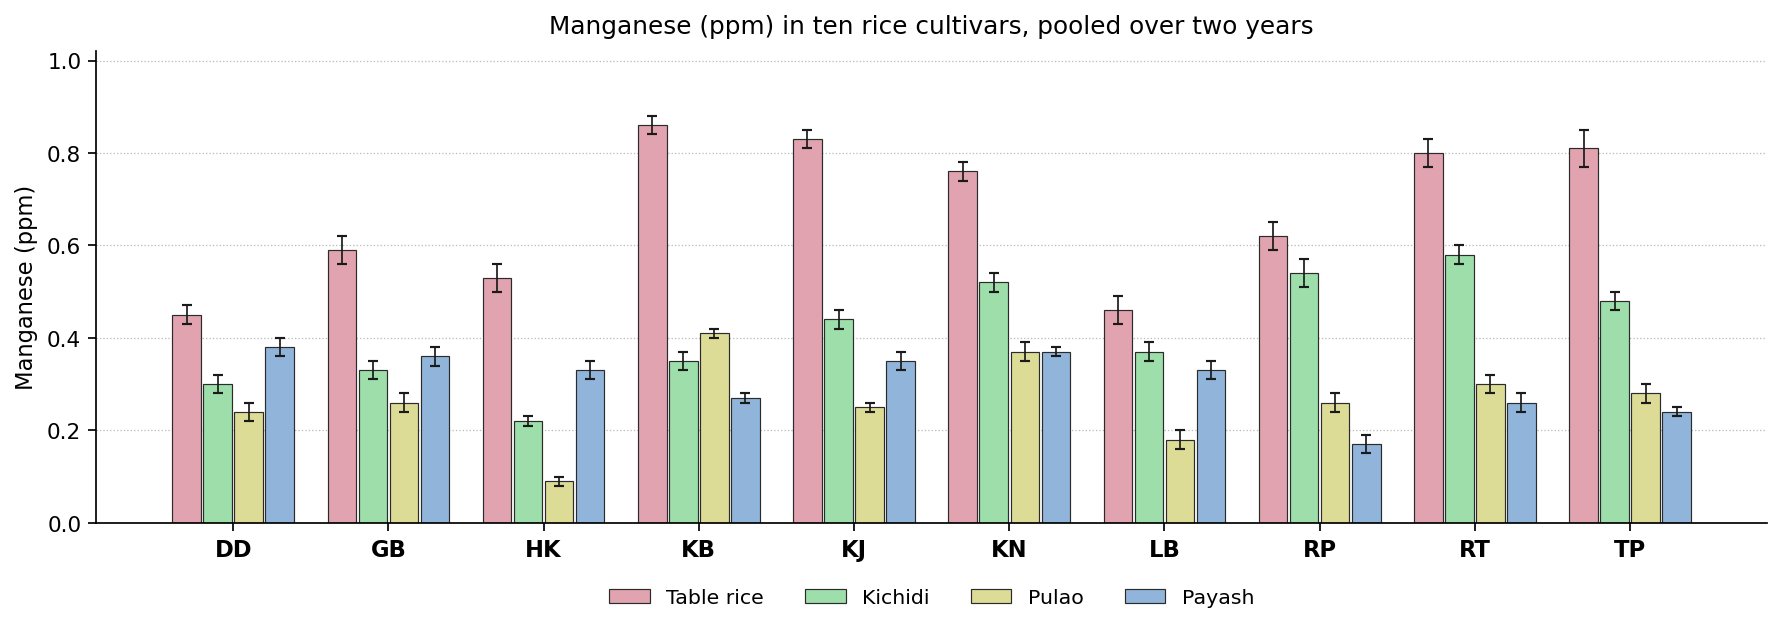 Manganese (ppm) in ten rice cultivars, pooled over two years
Manganese (ppm)
1.0
0.8
0.6
0.4
0.2
0.0
DD GB HK KB KJ KN LB RP RT TP
Table rice Kichidi Pulao Payash